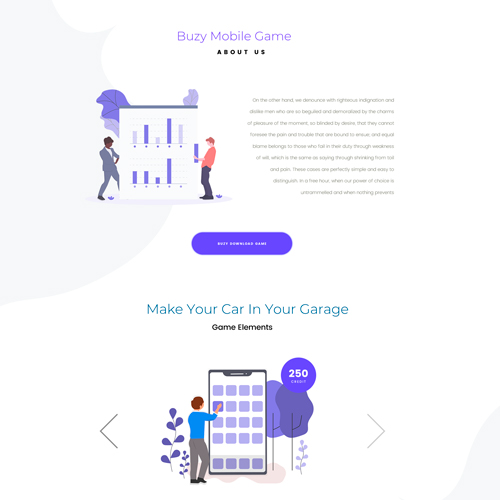 Buzy Mobile Game
ABOUT US
On the other hand, we denounce with righteous indignation and
dislike men who are so beguiled and demoralized by the charms
of pleasure of the moment, so blinded by desire, that they cannot
foresee the pain and trouble that are bound to ensue; and equal
blame belongs to those who fail in their duty through weakness
of will, which is the same as saying through shrinking from toil
and pain. These cases are perfectly simple and easy to
distinguish. In a free hour, when our power of choice is
untrammelled and when nothing prevents
BUZY DOWNLOAD GAME
Make Your Car In Your Garage
Game Elements
250
CREDIT